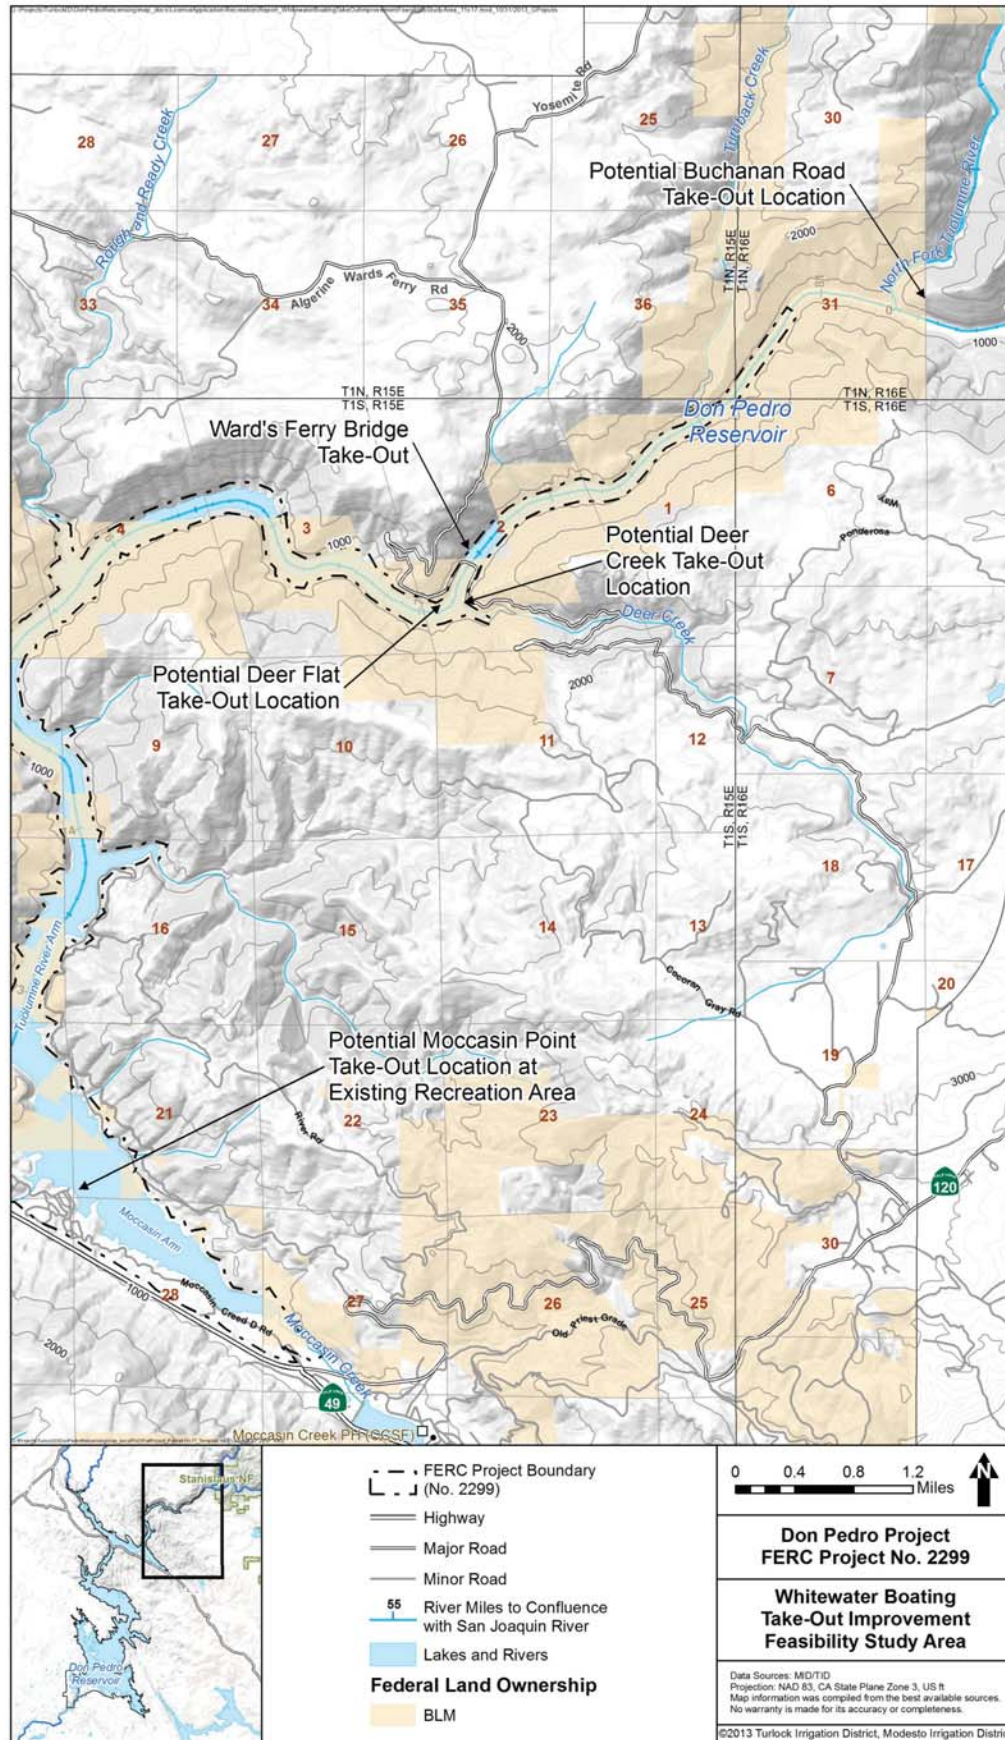 Yosemite Rd
28
27
26
25
30
Turnback Creek
Rough and Ready Creek
Potential Buchanan Road
Take-Out Location
North Fork Tuolumne River
2000
T1N, R15E
T1N, R16E
Algerine Wards Ferry Rd
33
34
35
36
31
2000
1000
T1N, R15E
T1S, R15E
T1N, R16E
T1S, R16E
Don Pedro
Reservoir
Ward's Ferry Bridge
Take-Out
6
Ponderosa Way
4
3
2
1
1000
Potential Deer
Creek Take-Out
Location
Deer Creek
Potential Deer Flat
Take-Out Location
2000
7
9
10
11
12
1000
T1S, R15E
T1S, R16E
18
17
16
15
14
13
Tuolumne River Arm
Cocoran Gray Rd
20
Potential Moccasin Point
Take-Out Location at
Existing Recreation Area
19
3000
21
22
23
24
River Rd
120
Moccasin Arm
30
1000
28
Moccasin Creed D Rd
27
26
25
Old Priest Grade
2000
Moccasin Creek
49
Moccasin Creek PH (CCSF)
Stanislaus NF
Don Pedro
Reservoir
FERC Project Boundary
(No. 2299)
Highway
Major Road
Minor Road
55
River Miles to Confluence
with San Joaquin River
Lakes and Rivers
Federal Land Ownership
BLM
0 0.4 0.8 1.2
Miles
N
Don Pedro Project
FERC Project No. 2299
Whitewater Boating
Take-Out Improvement
Feasibility Study Area
Data Sources: MID/TID
Projection: NAD 83, CA State Plane Zone 3, US ft
Map information was compiled from the best available sources.
No warranty is made for its accuracy or completeness.
©2013 Turlock Irrigation District, Modesto Irrigation Distric